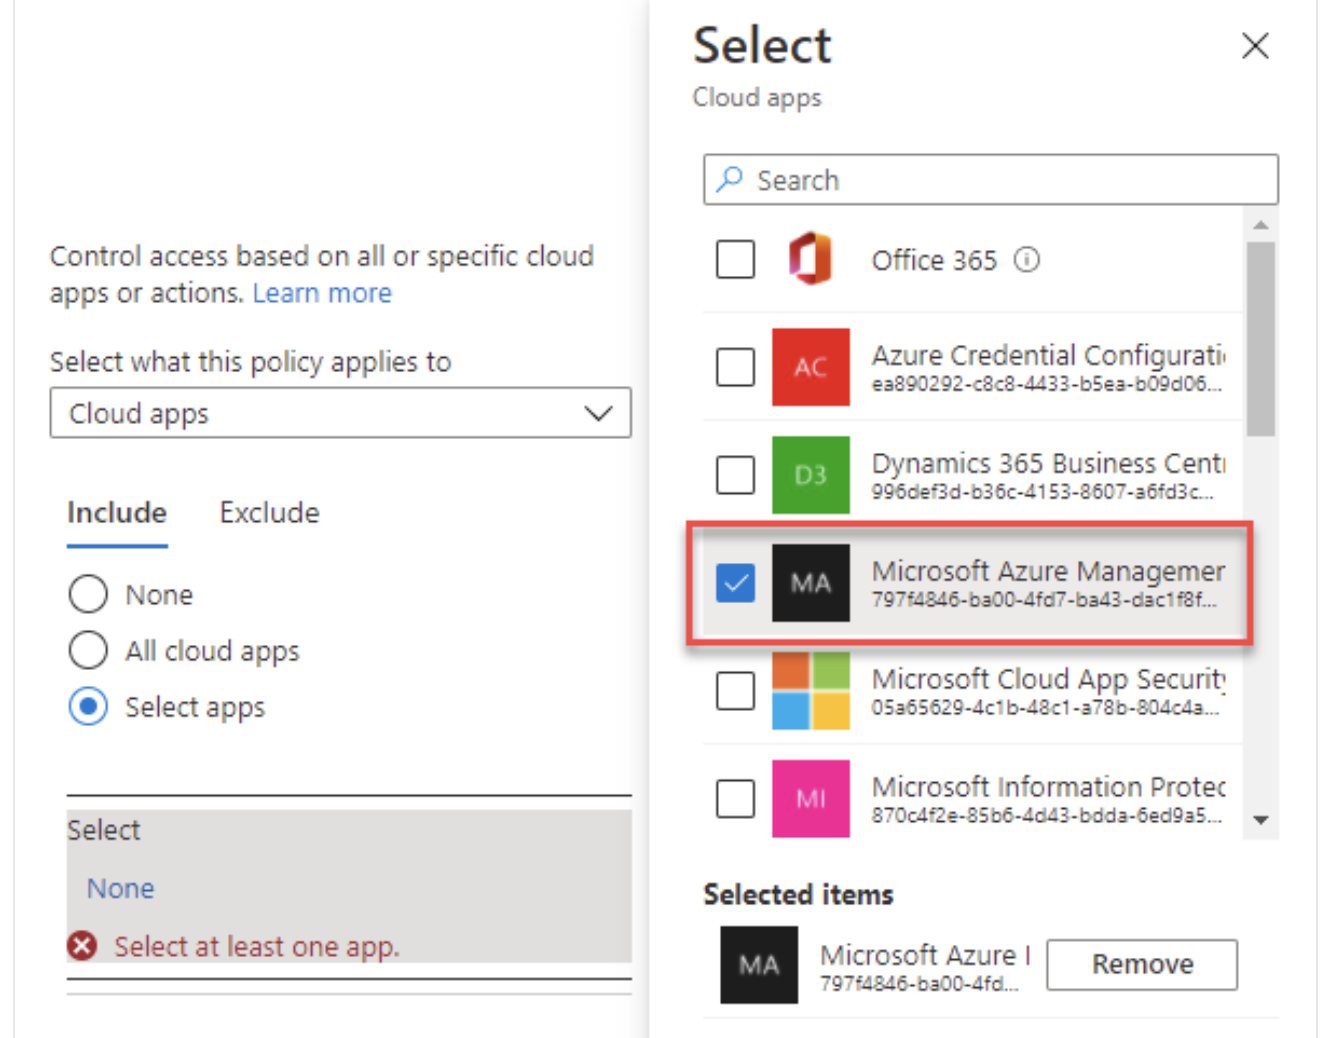 Control access based on all or specific cloud
apps or actions. Learn more
Select what this policy applies to
Cloud apps
Include Exclude
None
All cloud apps
Select apps
Select
None
Select at least one app.
Select
Cloud apps
Search
Office 365
AC
Azure Credential Configurati
ea890292-c8c8-4433-b5ea-b09d06...
D3
Dynamics 365 Business Cent
996def3d-b36c-4153-8607-a6fd3c...
MA
Microsoft Azure Managemer
797f4846-ba00-4fd7-ba43-dac1f8f...
Microsoft Cloud App Security
05a65629-4c1b-48c1-a78b-804c4a...
MI
Microsoft Information Protec
870c4f2e-85b6-4d43-bdda-6ed9a5...
Selected items
MA
Microsoft Azure I
797f4846-ba00-4fd...
Remove